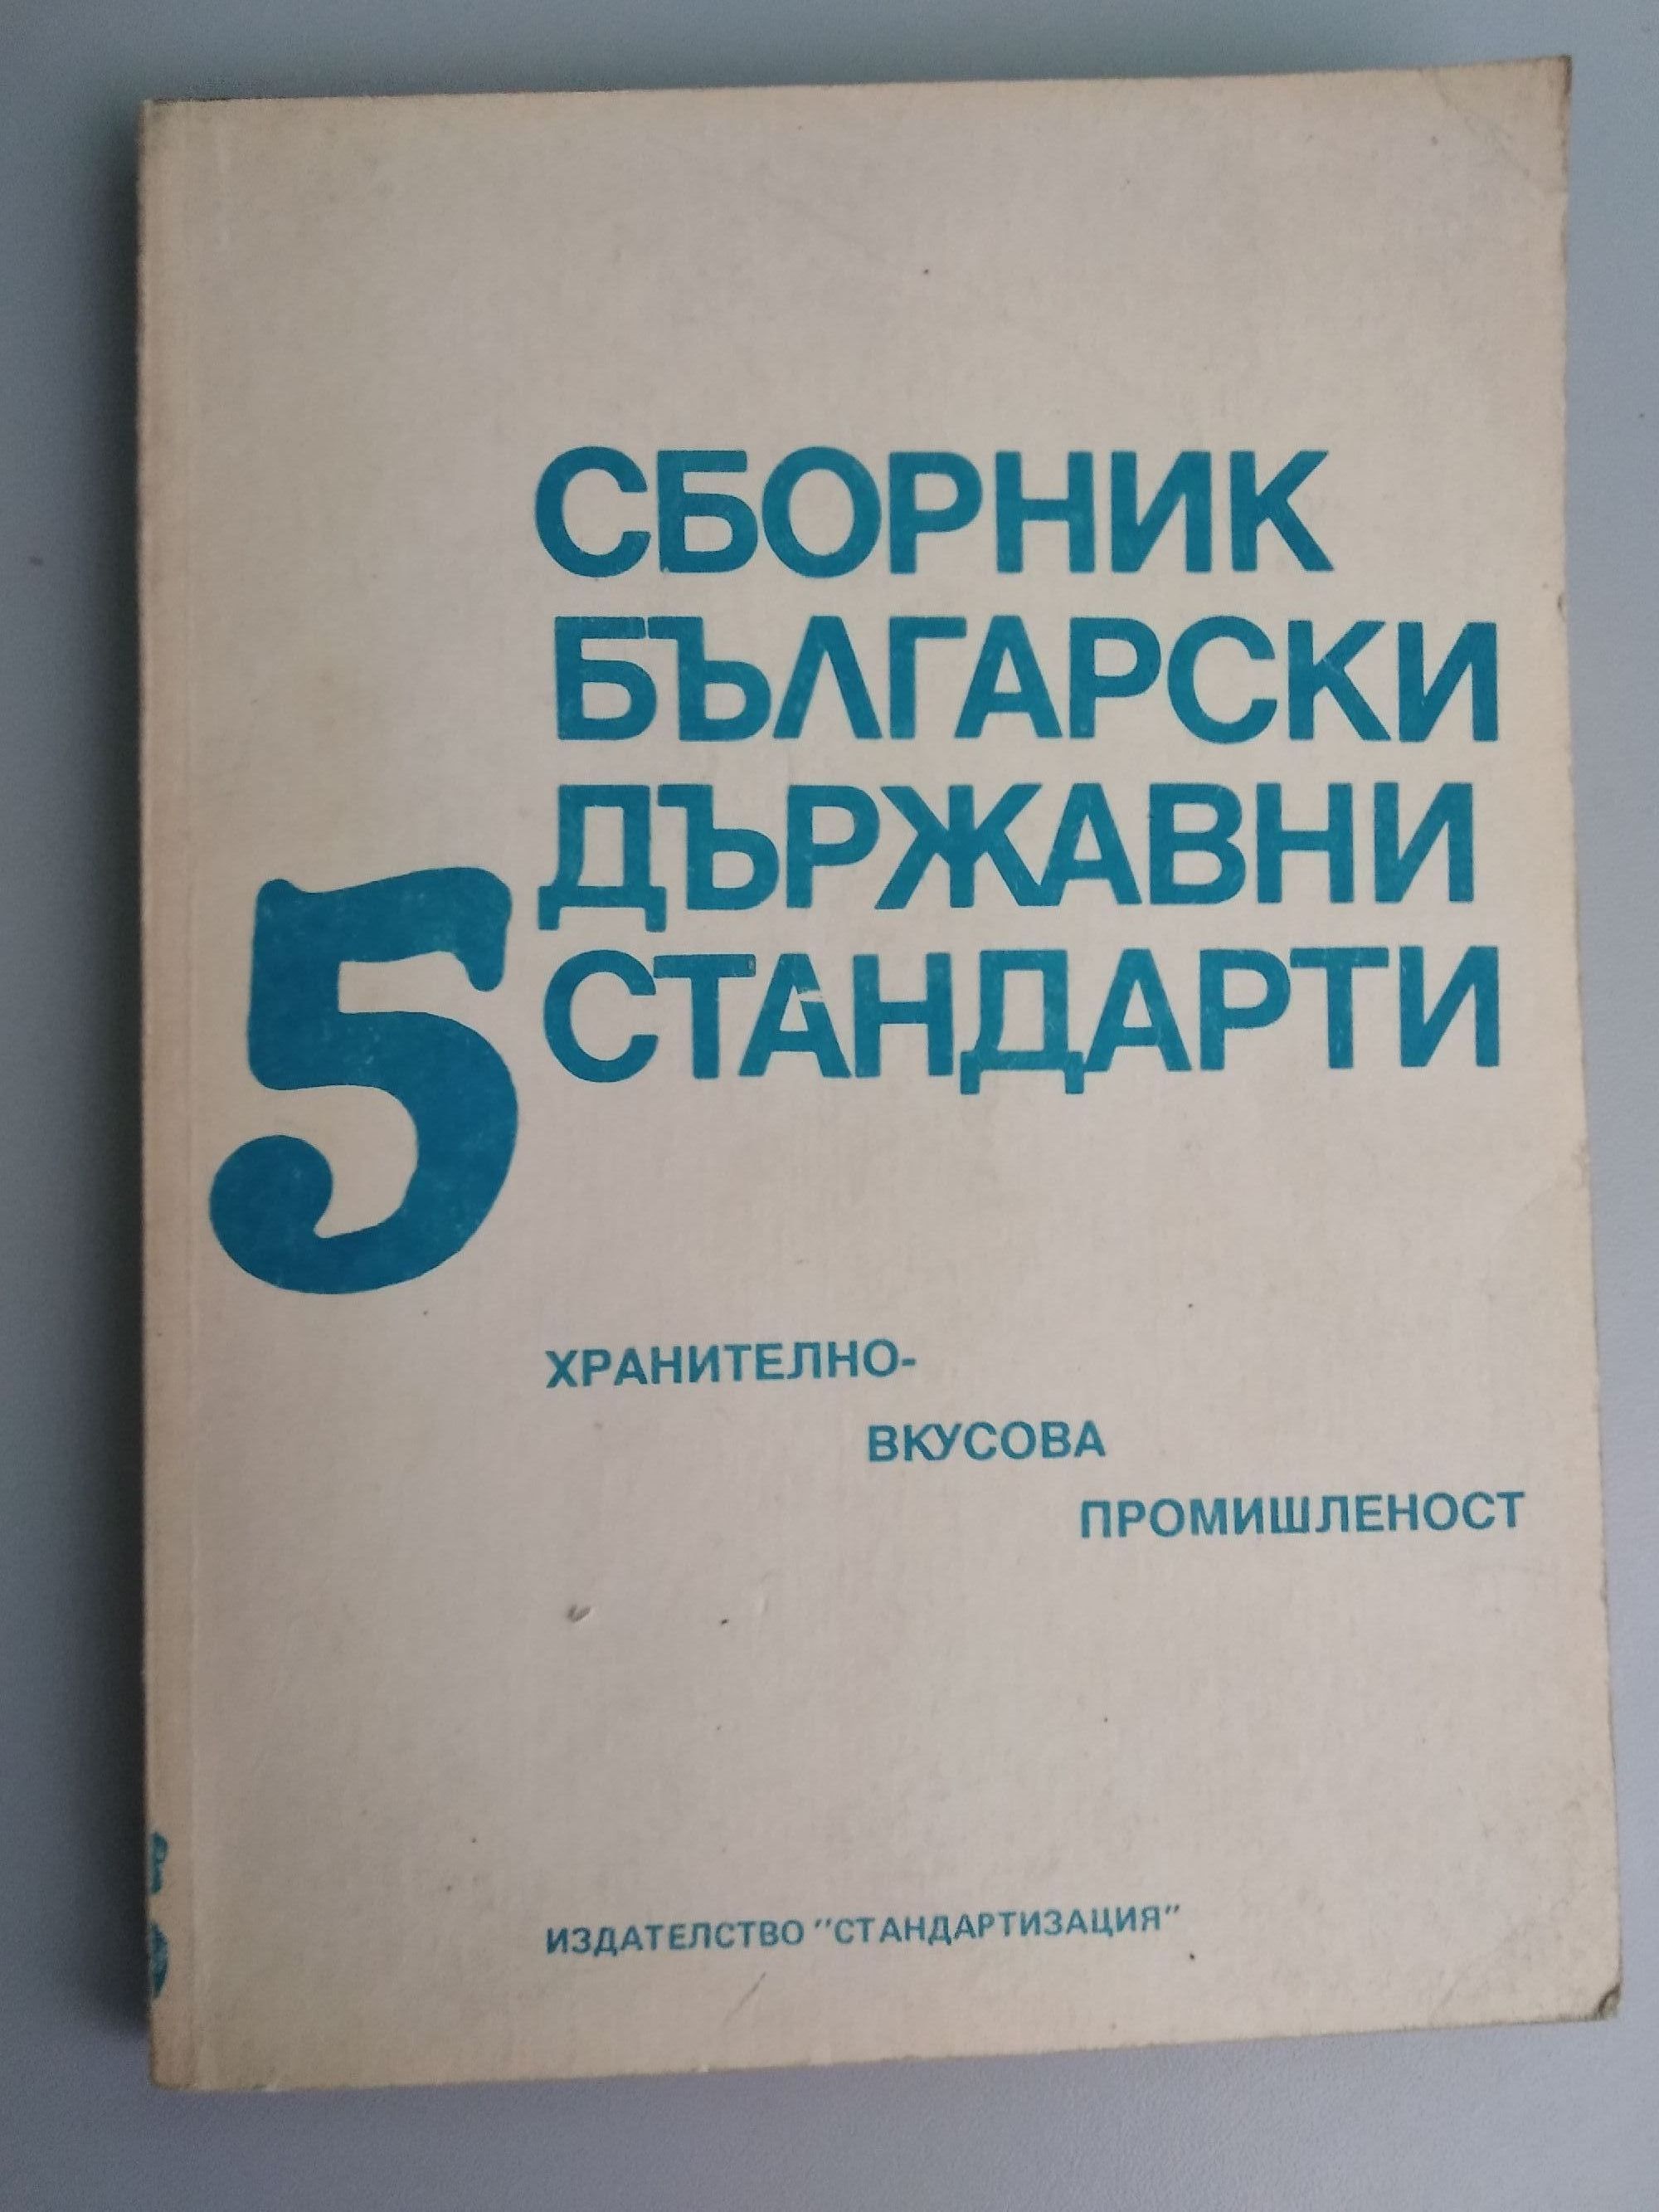 СБОРНИК
БЪЛГАРСКИ
ДЪРЖАВНИ
5 СТАНДАРТИ
ХРАНИТЕЛНО-
ВКУСОВА
ПРОМИШЛЕНОСТ
ИЗДАТЕЛСТВО "СТАНДАРТИЗАЦИЯ"